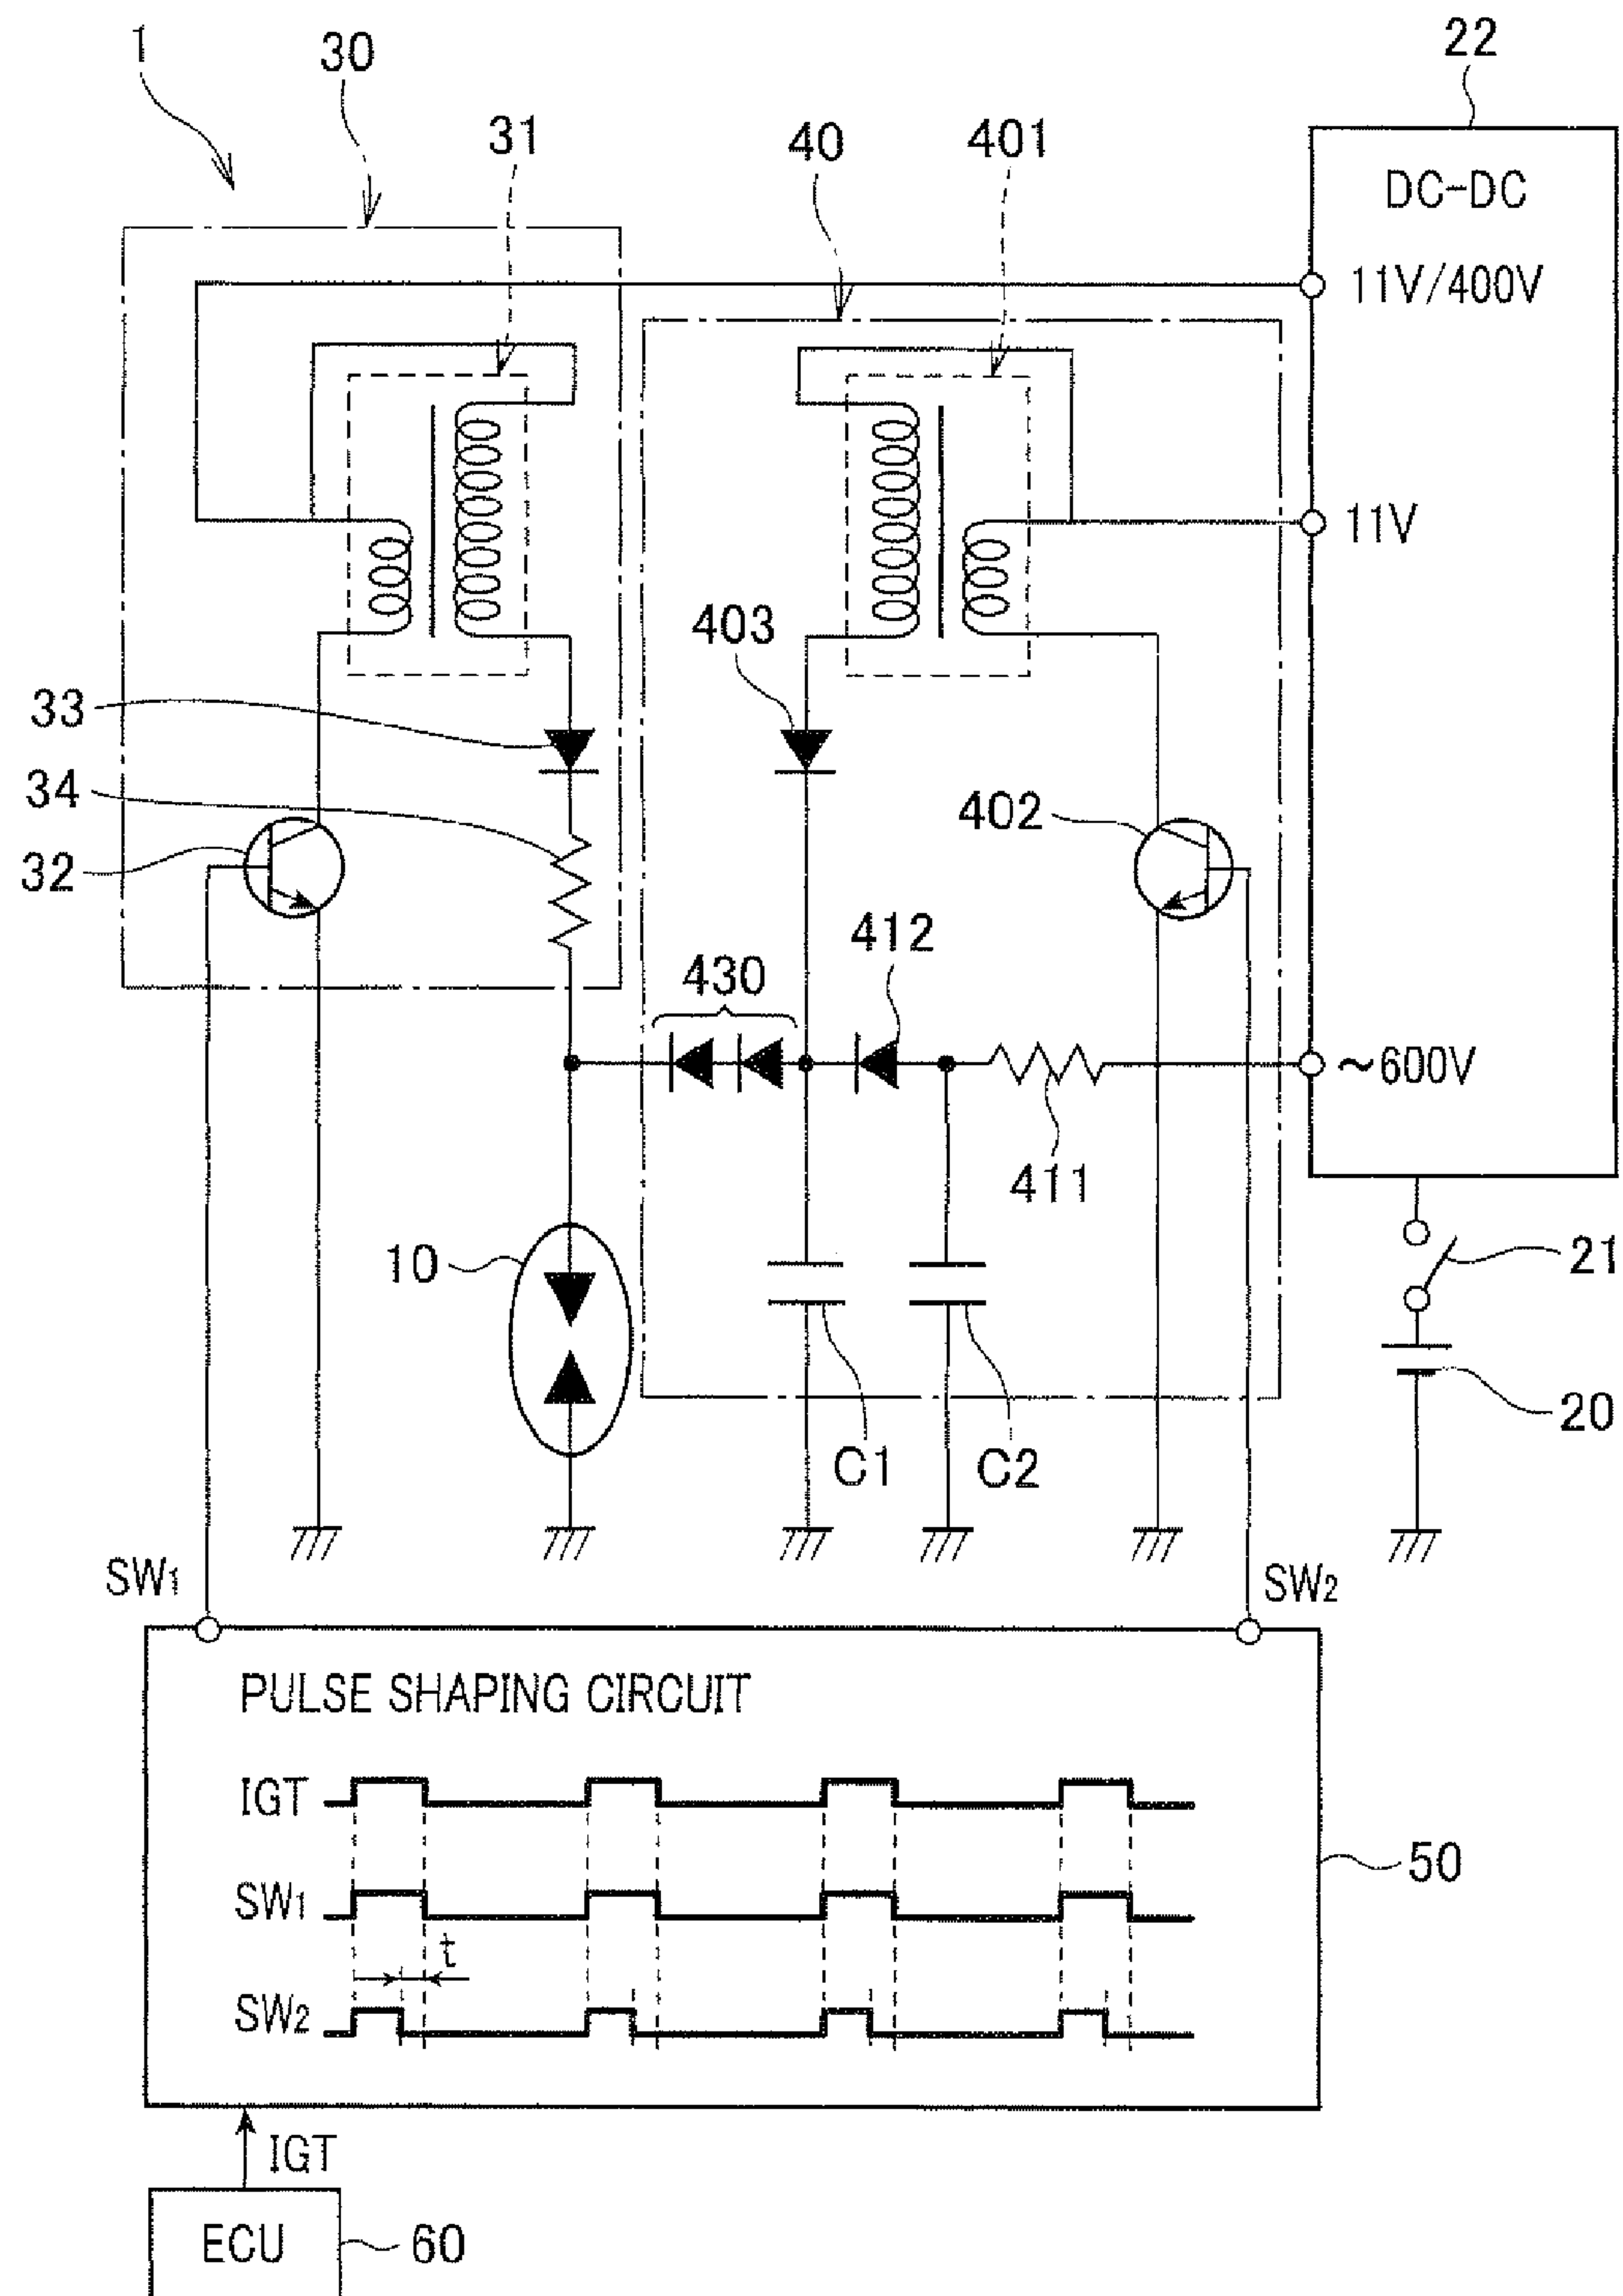 1
30
22
31
40
401
DC-DC
11V/400V
11V
403
33
34
402
32
412
430
~600V
411
10
21
20
C1
C2
SW1
SW2
PULSE SHAPING CIRCUIT
IGT
50
SW1
t
SW2
IGT
ECU
60